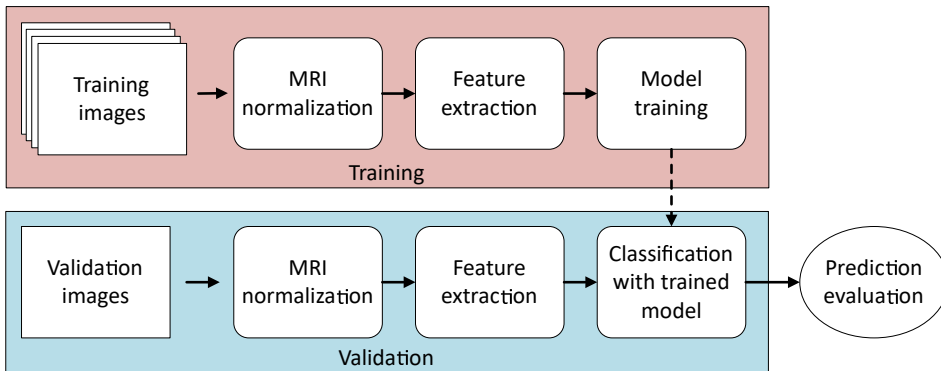 Training
images
MRI
normalization
Feature
extraction
Model
training
Training
Validation
images
MRI
normalization
Feature
extraction
Classification
with trained
model
Prediction
evaluation
Validation